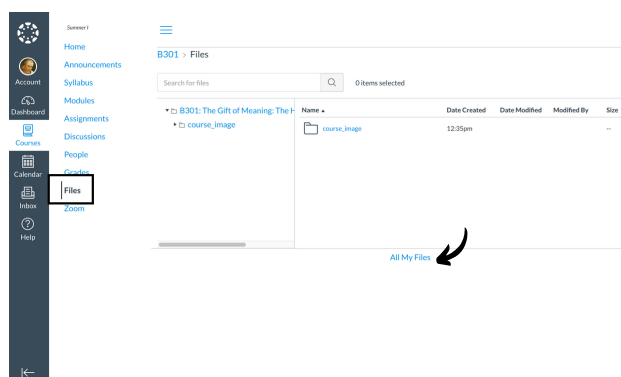 Summer I
Home
Announcements
Syllabus
Modules
Assignments
Discussions
People
Grades
Files
Zoom
Account
Dashboard
Courses
Calendar
Inbox
Help
B301 > Files
Search for files
0 items selected
B301: The Gift of Meaning: The H
course_image
Name Date Created Date Modified Modified By Size
course_image 12:35pm --
All My Files